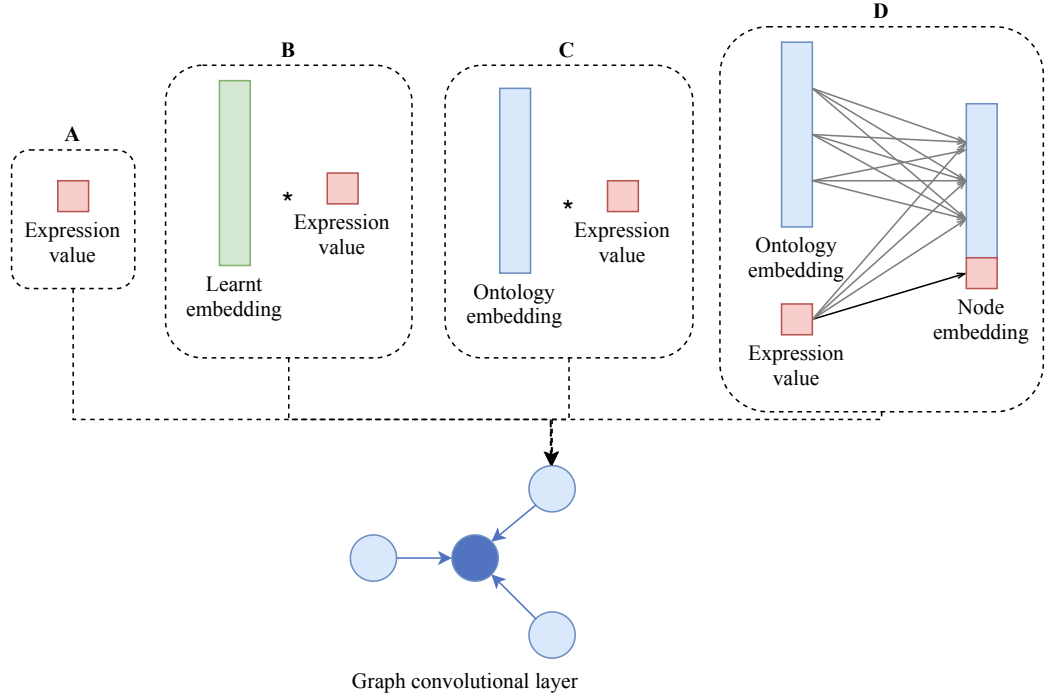 A
Expression
value
B
*
Learnt
embedding
Expression
value
C
*
Ontology
embedding
Expression
value
D
Ontology
embedding
Expression
value
Node
embedding
Graph convolutional layer